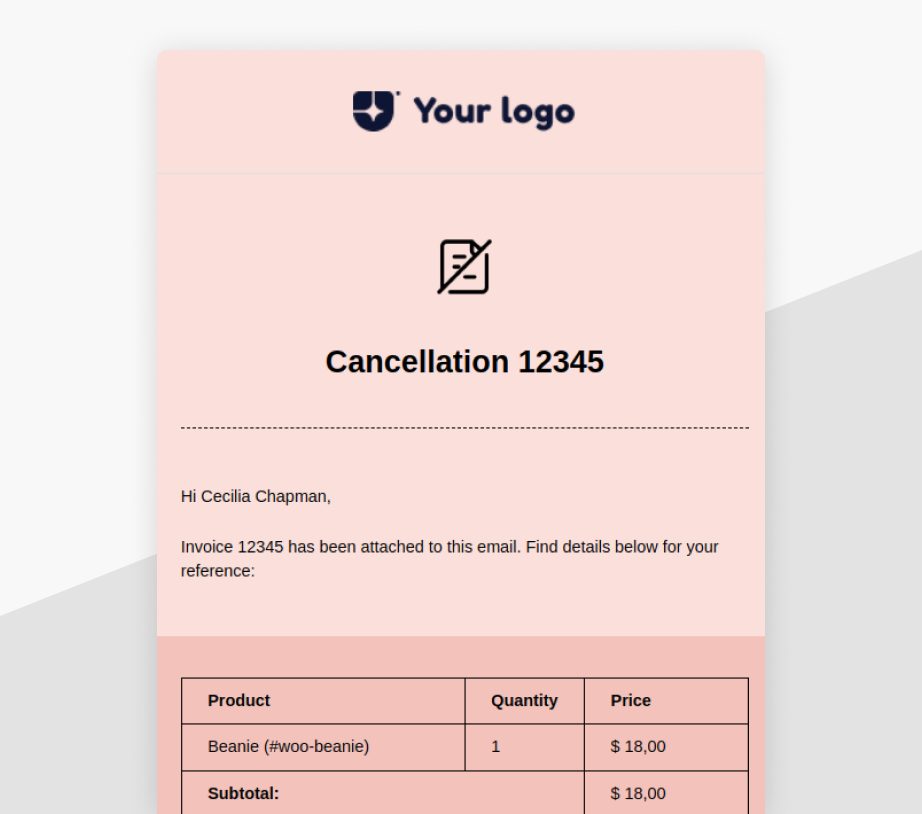 Your logo
Cancellation 12345
Hi Cecilia Chapman,
Invoice 12345 has been attached to this email. Find details below for your
reference:
Product Quantity Price
Beanie (#woo-beanie) 1 $ 18,00
Subtotal: $ 18,00